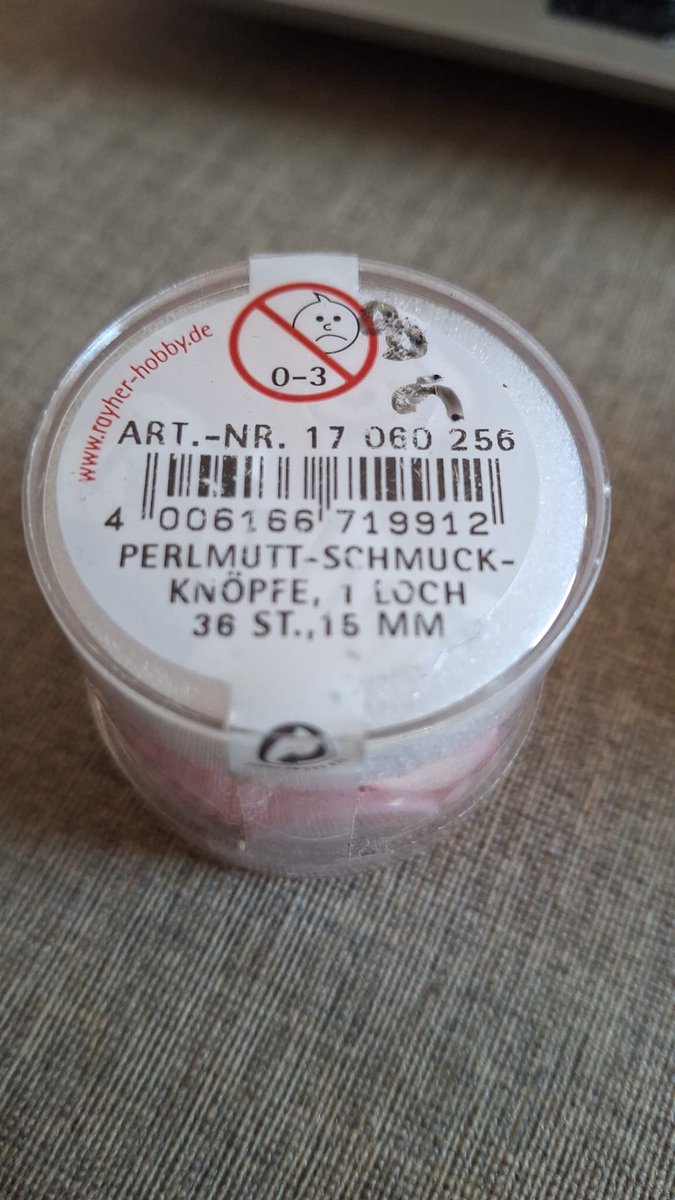 www.rayher-hobby.de
0-3
ART.-NR. 17 060 256
4 006166 719912
PERLMUTT-SCHMUCK-
KNÖPFE, 1 LOCH
36 ST.,15 MM